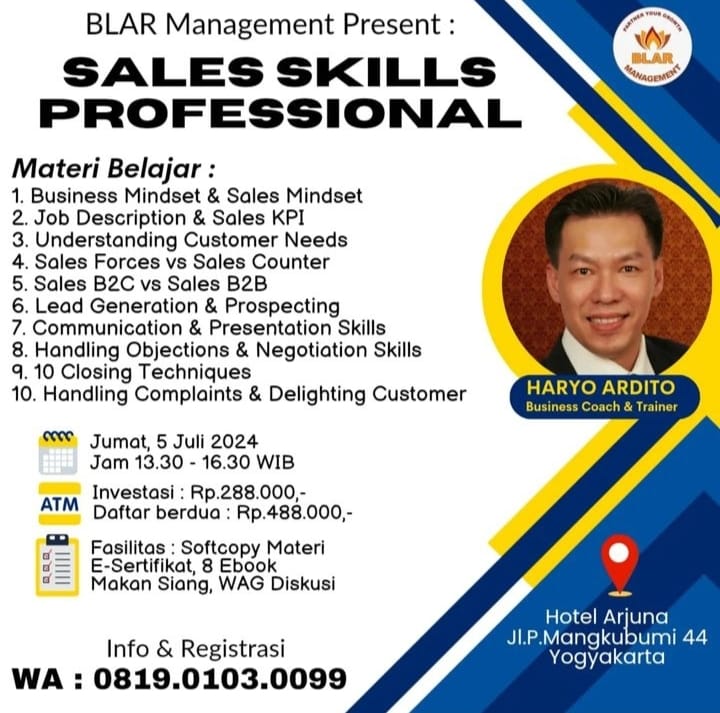 BLAR Management Present :
PARTNER YOUR GROWTH
BLAR
MANAGEMENT
SALES SKILLS
PROFESSIONAL
Materi Belajar :
1. Business Mindset & Sales Mindset
2. Job Description & Sales KPI
3. Understanding Customer Needs
4. Sales Forces vs Sales Counter
5. Sales B2C vs Sales B2B
6. Lead Generation & Prospecting
7. Communication & Presentation Skills
8. Handling Objections & Negotiation Skills
9. 10 Closing Techniques
10. Handling Complaints & Delighting Customer
HARYO ARDITO
Business Coach & Trainer
Jumat, 5 Juli 2024
Jam 13.30 - 16.30 WIB
ATM
Investasi : Rp.288.000,-
Daftar berdua : Rp.488.000,-
Fasilitas : Softcopy Materi
E-Sertifikat, 8 Ebook
Makan Siang, WAG Diskusi
Hotel Arjuna
Jl.P.Mangkubumi 44
Yogyakarta
Info & Registrasi
WA : 0819.0103.0099